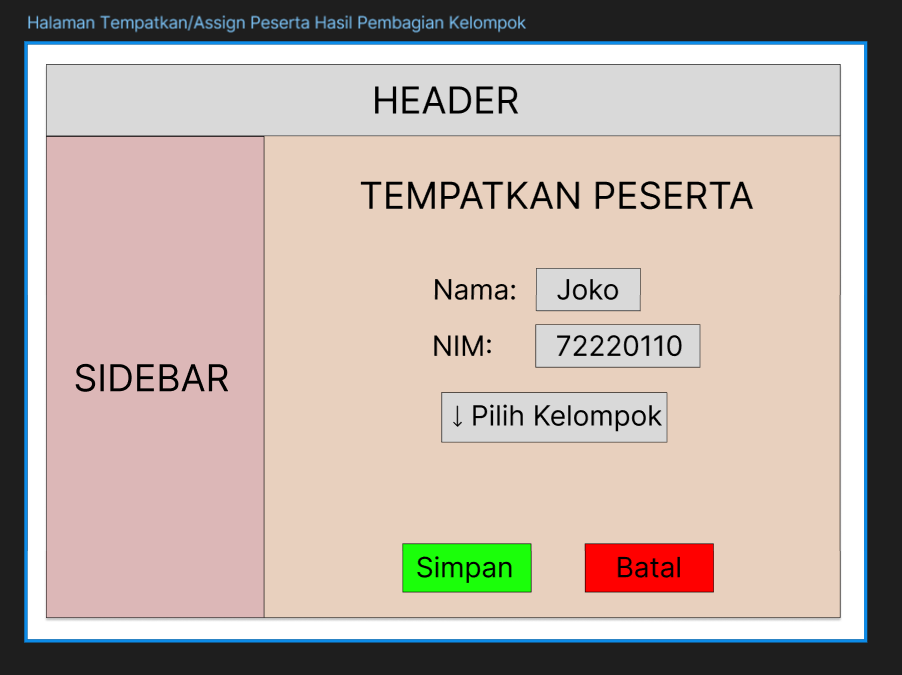 Halaman Tempatkan/Assign Peserta Hasil Pembagian Kelompok
HEADER
SIDEBAR
TEMPATKAN PESERTA
Nama: Joko
NIM: 72220110
↓ Pilih Kelompok
Simpan Batal